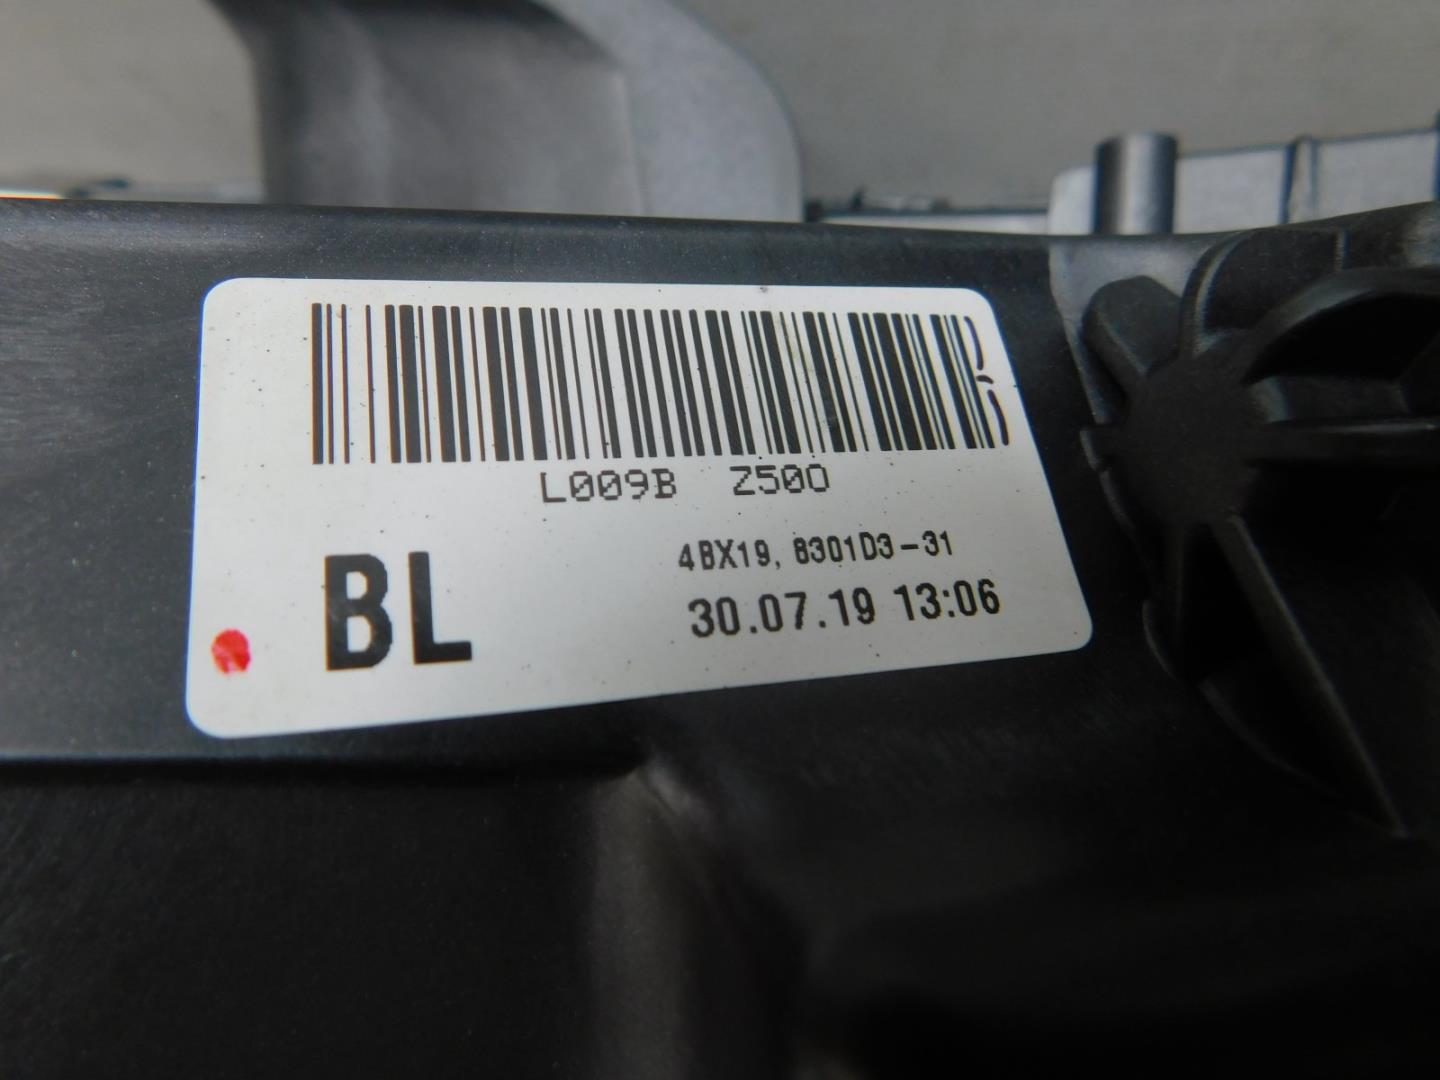 L009B Z500
BL
4BX19, 8301D3-31
30.07.19 13:06